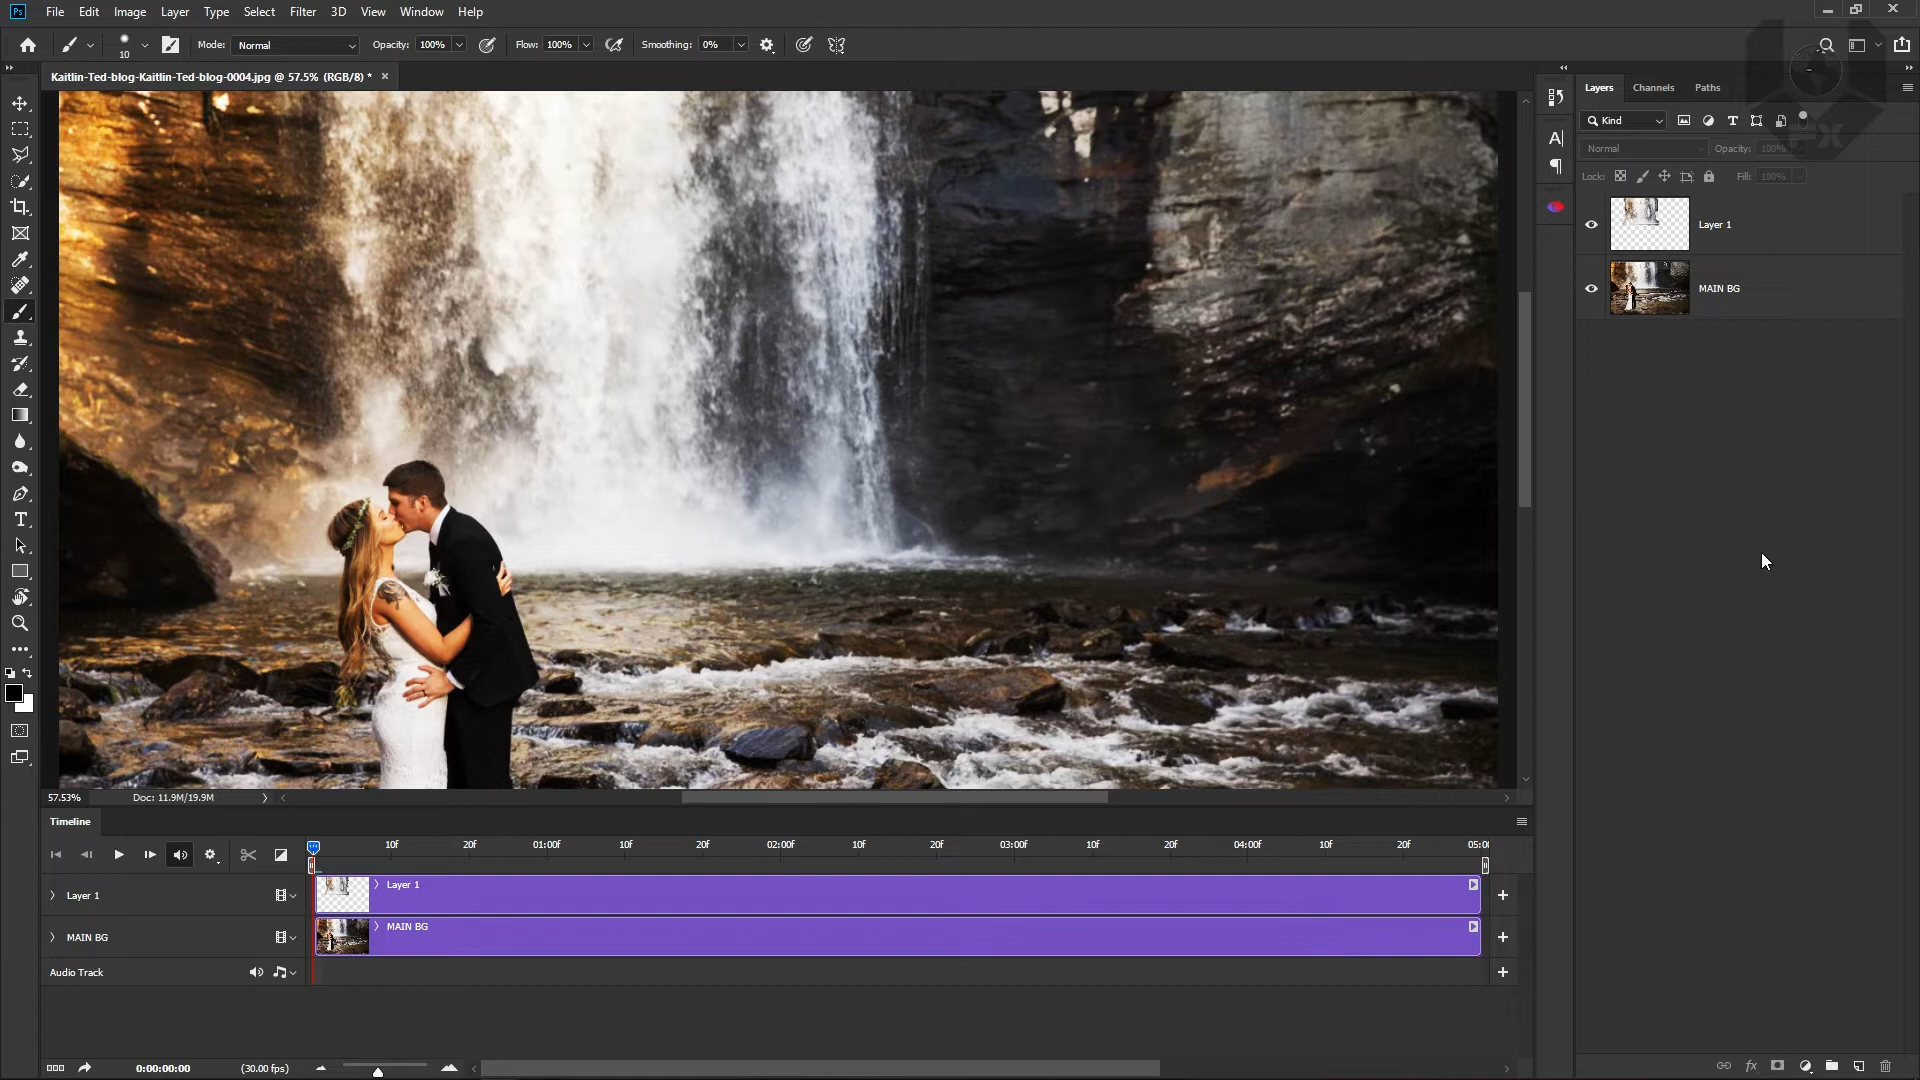 Ps File Edit Image Layer Type Select Filter 3D View Window Help
10 Mode: Normal Opacity: 100% Flow: 100% Smoothing: 0%
Kaitlin-Ted-blog-Kaitlin-Ted-blog-0004.jpg @ 57.5% (RGB/8) *
Layers Channels Paths
Kind
Normal Opacity: 100%
Lock: Fill: 100%
Layer 1
MAIN BG
57.53% Doc: 11.9M/19.9M
Timeline
10f 20f 01:00f 10f 20f 02:00f 10f 20f 03:00f 10f 20f 04:00f 10f 20f 05:0
Layer 1 Layer 1
MAIN BG MAIN BG
Audio Track
0:00:00:00 (30.00 fps)